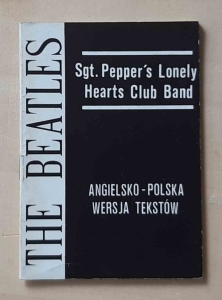 THE BEATLES
Sgt. Pepper's Lonely
Hearts Club Band
ANGIELSKO-POLSKA
WERSJA TEKSTÓW